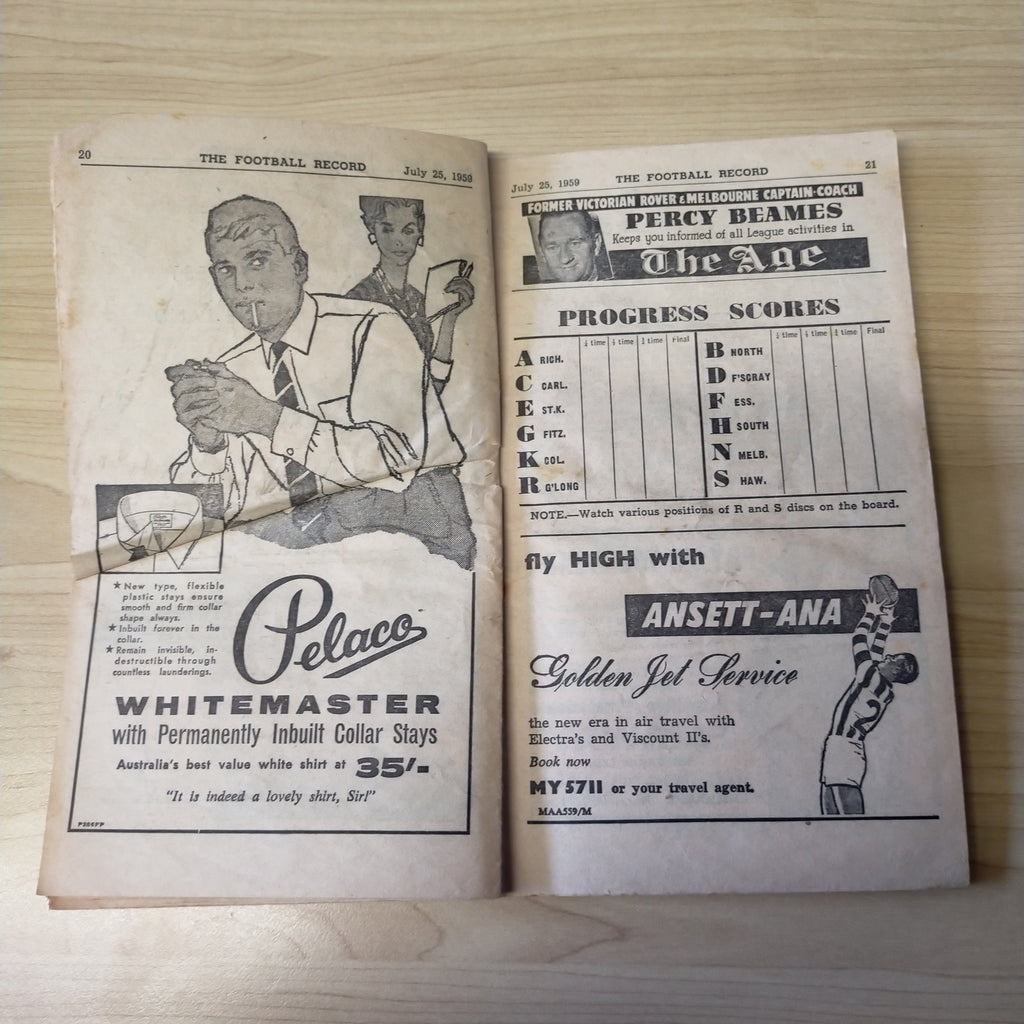 20
THE FOOTBALL RECORD
July 25, 1959
★ New type, flexible
plastic stays ensure
smooth and firm collar
shape always.
★ Inbuilt forever in the
collar.
★ Remain invisible, in-
destructible through
countless launderings.
Pelaco
WHITEMASTER
with Permanently Inbuilt Collar Stays
Australia's best value white shirt at 35/-
"It is indeed a lovely shirt, Sir!"
July 25, 1959
THE FOOTBALL RECORD
21
FORMER VICTORIAN ROVER & MELBOURNE CAPTAIN-COACH
PERCY BEAMES
Keeps you informed of all League activities in
The Age
PROGRESS SCORES
¼ time ½ time ¾ time Final
A RICH.
C CARL.
E ST.K.
G FITZ.
K COL.
R G'LONG
¼ time ½ time ¾ time Final
B NORTH
D F'SCRAY
F ESS.
H SOUTH
N MELB.
S HAW.
NOTE.—Watch various positions of R and S discs on the board.
fly HIGH with
ANSETT-ANA
Golden Jet Service
the new era in air travel with
Electra's and Viscount II's.
Book now
MY 5711 or your travel agent.
MAA559/M
2